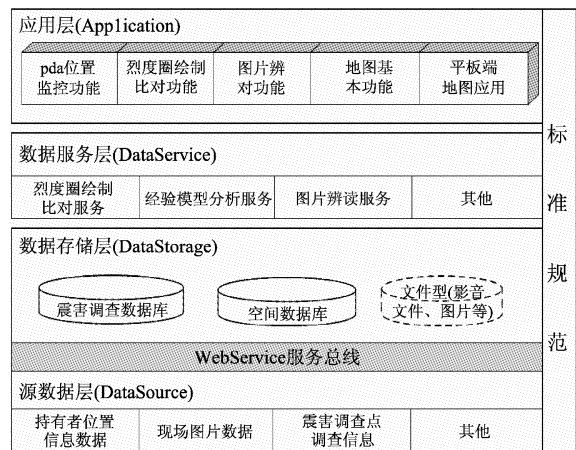 应用层(App1ication)
pda位置
监控功能
烈度圈绘制
比对功能
图片辨
对功能
地图基
本功能
平板端
地图应用
数据服务层(DataService)
烈度圈绘制
比对服务
经验模型分析服务
图片辨读服务
其他
数据存储层(DataStorage)
震害调查数据库
空间数据库
文件型(影音
文件、图片等)
WebService服务总线
源数据层(DataSource)
持有者位置
信息数据
现场图片数据
震害调查点
调查信息
其他
标
准
规
范